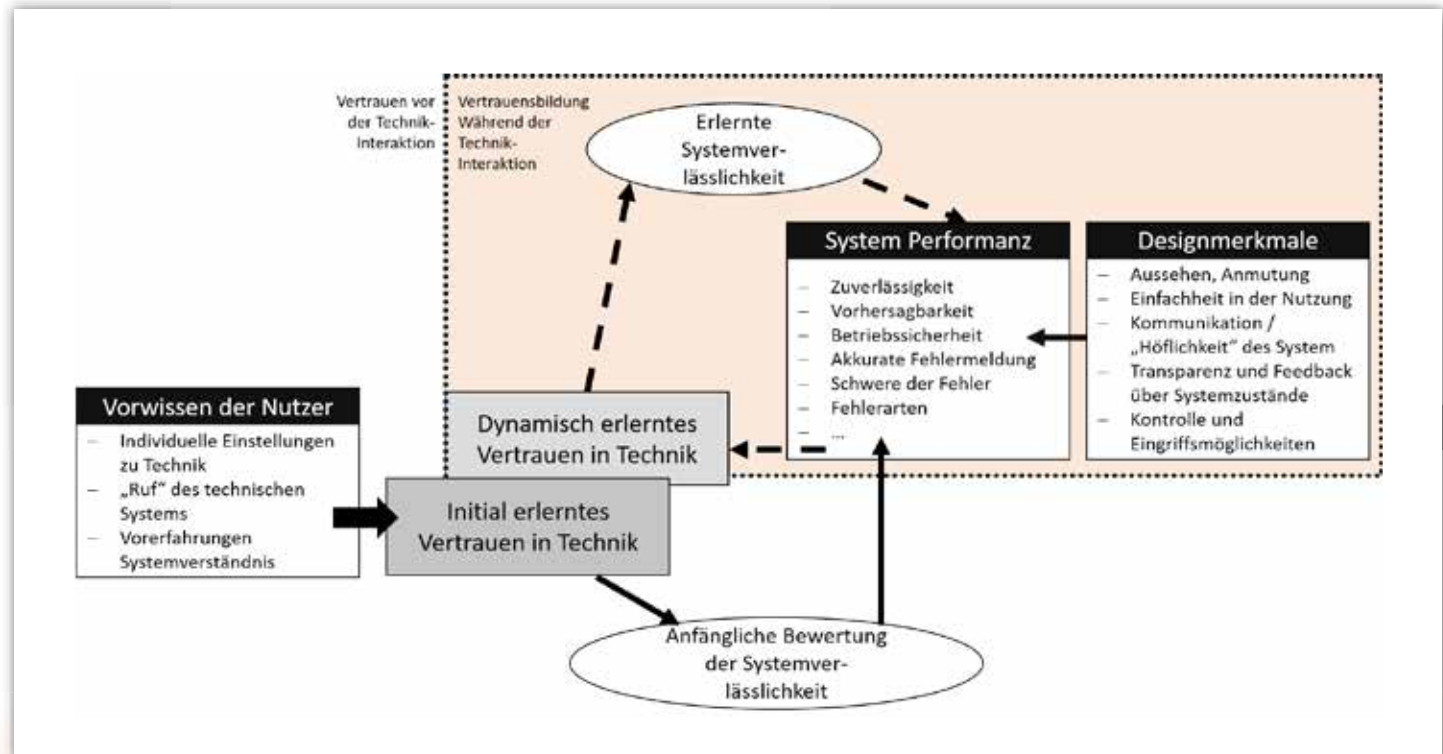 Vertrauen vor
der Technik-
Interaktion
Vertrauensbildung
Während der
Technik-
Interaktion
Erlernte
Systemver-
lässlichkeit
System Performanz
– Zuverlässigkeit
– Vorhersagbarkeit
– Betriebssicherheit
– Akkurate Fehlermeldung
– Schwere der Fehler
– Fehlerarten
– ...
Designmerkmale
– Aussehen, Anmutung
– Einfachheit in der Nutzung
– Kommunikation /
„Höflichkeit“ des System
– Transparenz und Feedback
über Systemzustände
– Kontrolle und
Eingriffsmöglichkeiten
Vorwissen der Nutzer
– Individuelle Einstellungen
zu Technik
– „Ruf“ des technischen
Systems
– Vorerfahrungen
Systemverständnis
Dynamisch erlerntes
Vertrauen in Technik
Initial erlerntes
Vertrauen in Technik
Anfängliche Bewertung
der Systemver-
lässlichkeit